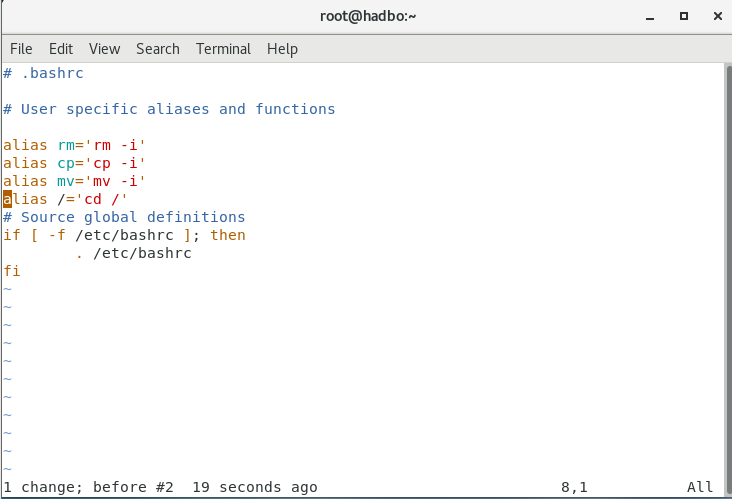 root@hadbo:~
File Edit View Search Terminal Help
# .bashrc
# User specific aliases and functions
alias rm='rm -i'
alias cp='cp -i'
alias mv='mv -i'
alias /='cd /'
# Source global definitions
if [ -f /etc/bashrc ]; then
        . /etc/bashrc
fi
~
~
~
~
~
~
~
~
~
~
~
1 change; before #2  19 seconds ago 8,1 All